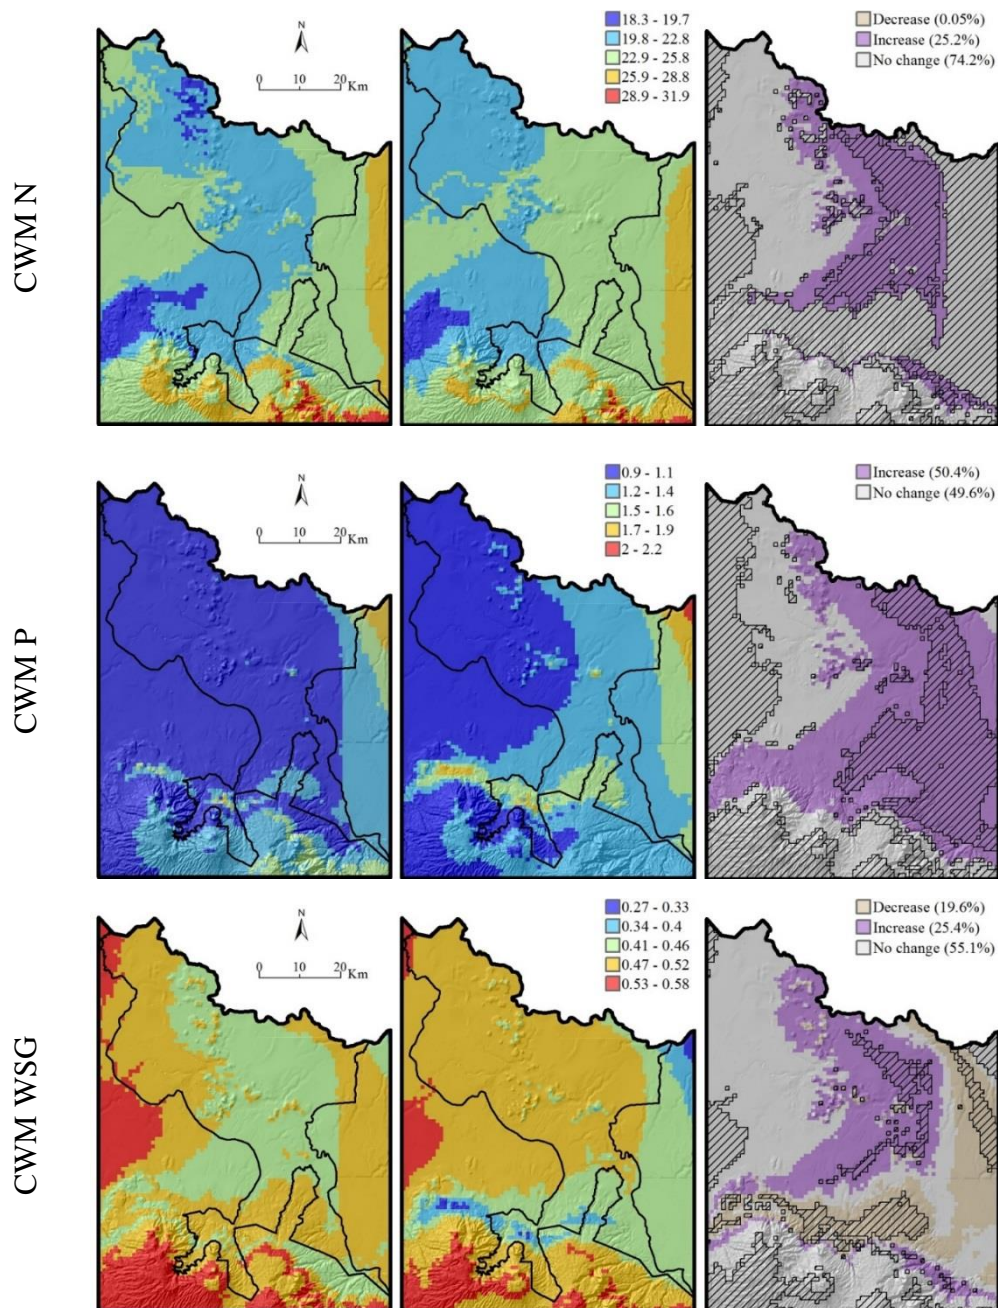 CWM N
N
0 10 20 Km
18.3 - 19.7
19.8 - 22.8
22.9 - 25.8
25.9 - 28.8
28.9 - 31.9
Decrease (0.05%)
Increase (25.2%)
No change (74.2%)
CWM P
N
0 10 20 Km
0.9 - 1.1
1.2 - 1.4
1.5 - 1.6
1.7 - 1.9
2 - 2.2
Increase (50.4%)
No change (49.6%)
CWM WSG
N
0 10 20 Km
0.27 - 0.33
0.34 - 0.4
0.41 - 0.46
0.47 - 0.52
0.53 - 0.58
Decrease (19.6%)
Increase (25.4%)
No change (55.1%)